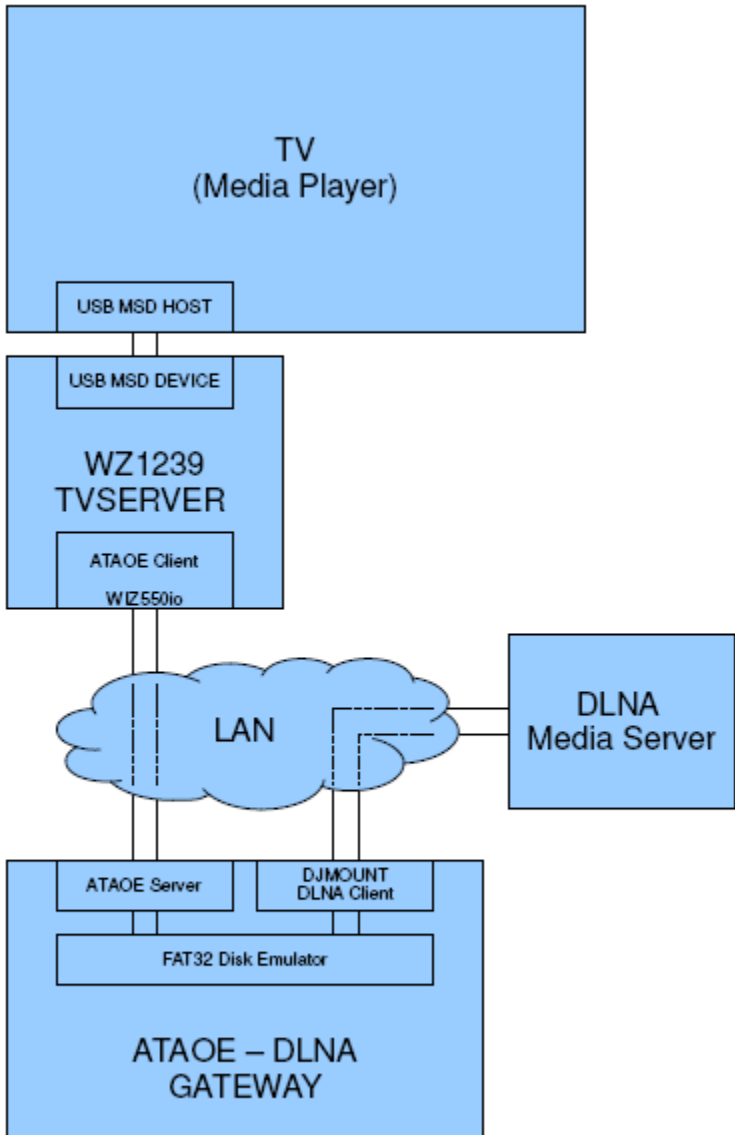 TV
(Media Player)
USB MSD HOST
USB MSD DEVICE
WZ1239
TVSERVER
ATAOE Client
WIZ550io
LAN
DLNA
Media Server
ATAOE Server
DJMOUNT
DLNA Client
FAT32 Disk Emulator
ATAOE – DLNA
GATEWAY